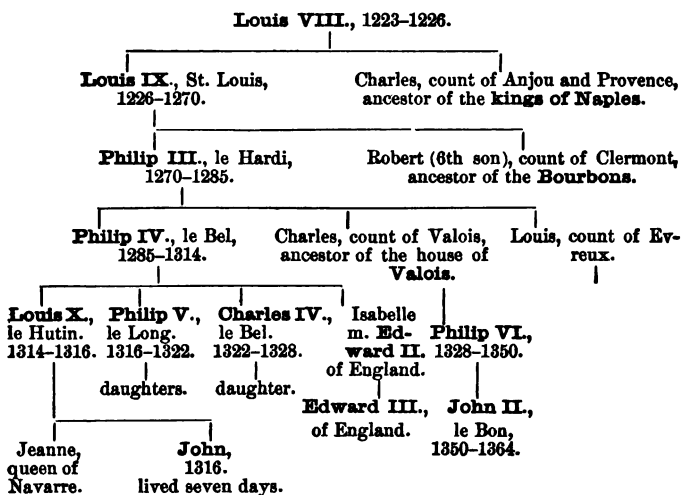 Louis VIII., 1223–1226.
Louis IX., St. Louis,
1226–1270.
Charles, count of Anjou and Provence,
ancestor of the kings of Naples.
Philip III., le Hardi,
1270–1285.
Robert (6th son), count of Clermont,
ancestor of the Bourbons.
Philip IV., le Bel,
1285–1314.
Charles, count of Valois,
ancestor of the house of
Valois.
Louis, count of Ev-
reux.
Louis X.,
le Hutin.
1314–1316.
Philip V.,
le Long.
1316–1322.
Charles IV.,
le Bel.
1322–1328.
Isabelle
m. Ed-
ward II.
of England.
Philip VI.,
1328–1350.
daughters.
daughter.
Edward III.,
of England.
John II.,
le Bon,
1350–1364.
Jeanne,
queen of
Navarre.
John,
1316.
lived seven days.